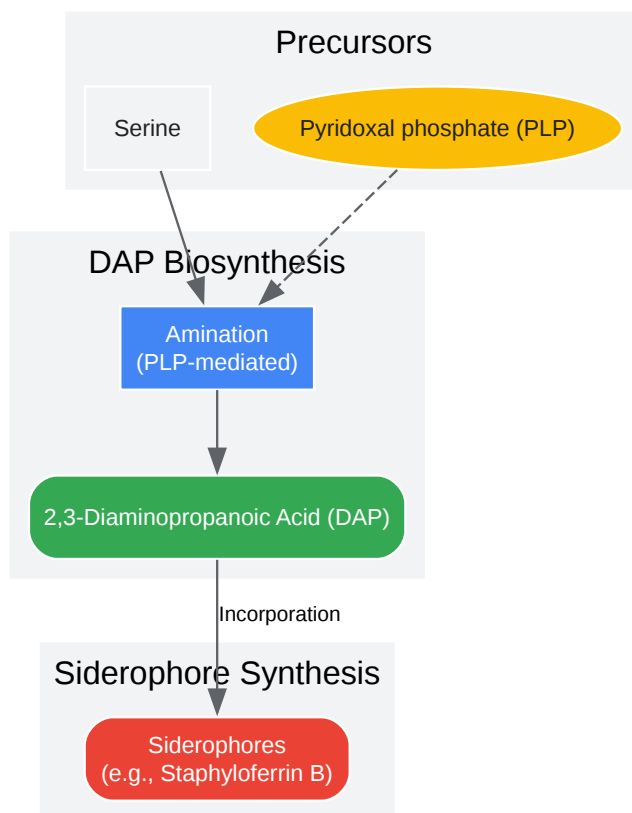 Precursors
Serine
Pyridoxal phosphate (PLP)
DAP Biosynthesis
Amination
(PLP-mediated)
2,3-Diaminopropanoic Acid (DAP)
Incorporation
Siderophore Synthesis
Siderophores
(e.g., Staphyloferrin B)